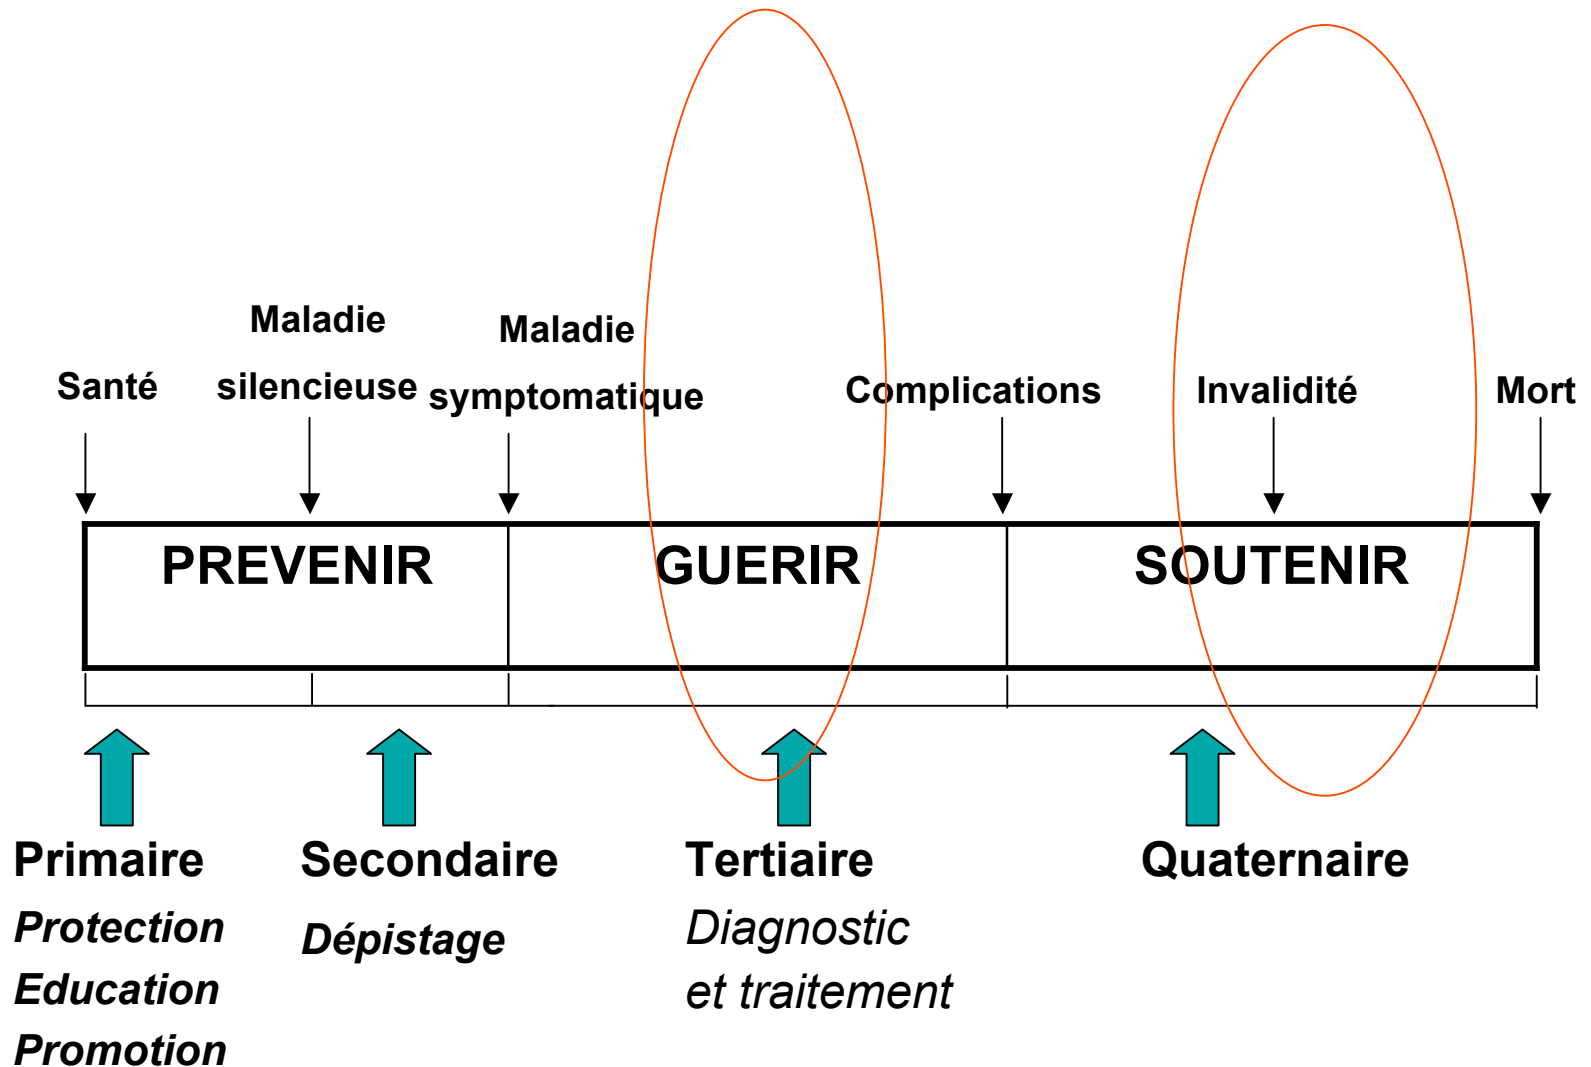 Santé
Maladie
silencieuse
Maladie
symptomatique
Complications
Invalidité
Mort
PREVENIR
GUERIR
SOUTENIR
Primaire
Protection
Education
Promotion
Secondaire
Dépistage
Tertiaire
Diagnostic
et traitement
Quaternaire